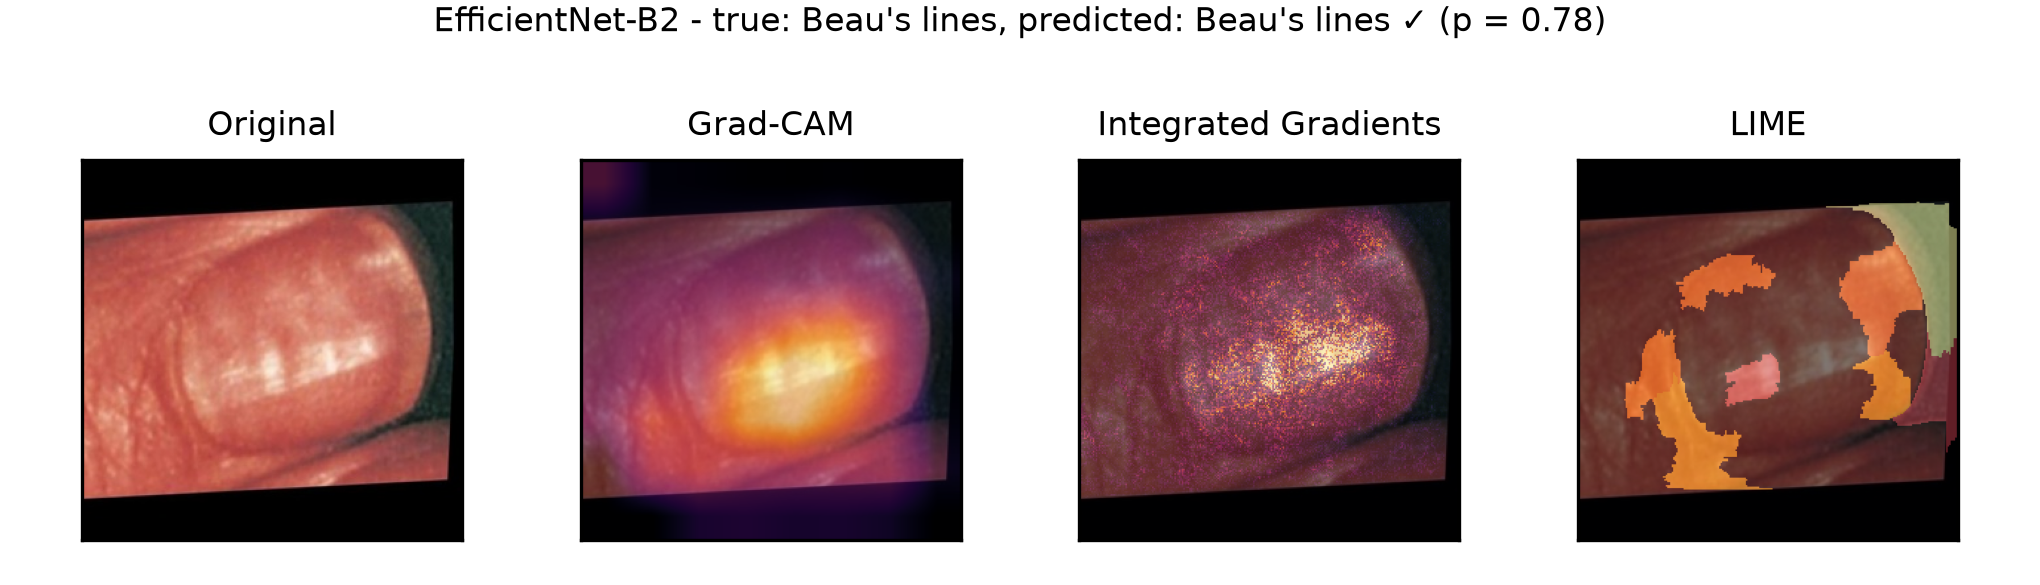 EfficientNet-B2 - true: Beau's lines, predicted: Beau's lines ✓ (p = 0.78)
Original
Grad-CAM
Integrated Gradients
LIME